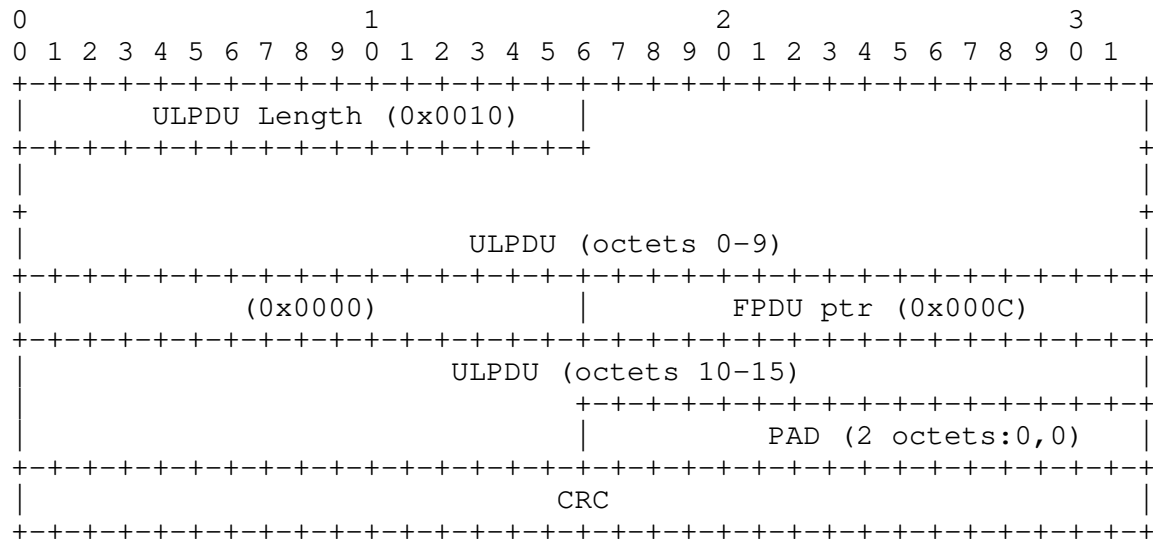 0                   1                   2                   3
0 1 2 3 4 5 6 7 8 9 0 1 2 3 4 5 6 7 8 9 0 1 2 3 4 5 6 7 8 9 0 1
+-+-+-+-+-+-+-+-+-+-+-+-+-+-+-+-+-+-+-+-+-+-+-+-+-+-+-+-+-+-+-+-+
|       ULPDU Length (0x0010)   |                               |
+-+-+-+-+-+-+-+-+-+-+-+-+-+-+-+-+                               +
|                                                               |
+                                                               +
|                         ULPDU (octets 0-9)                    |
+-+-+-+-+-+-+-+-+-+-+-+-+-+-+-+-+-+-+-+-+-+-+-+-+-+-+-+-+-+-+-+-+
|            (0x0000)           |        FPDU ptr (0x000C)      |
+-+-+-+-+-+-+-+-+-+-+-+-+-+-+-+-+-+-+-+-+-+-+-+-+-+-+-+-+-+-+-+-+
|                        ULPDU (octets 10-15)                   |
|                               +-+-+-+-+-+-+-+-+-+-+-+-+-+-+-+-+
|                               |          PAD (2 octets:0,0)   |
+-+-+-+-+-+-+-+-+-+-+-+-+-+-+-+-+-+-+-+-+-+-+-+-+-+-+-+-+-+-+-+-+
|                              CRC                              |
+-+-+-+-+-+-+-+-+-+-+-+-+-+-+-+-+-+-+-+-+-+-+-+-+-+-+-+-+-+-+-+-+